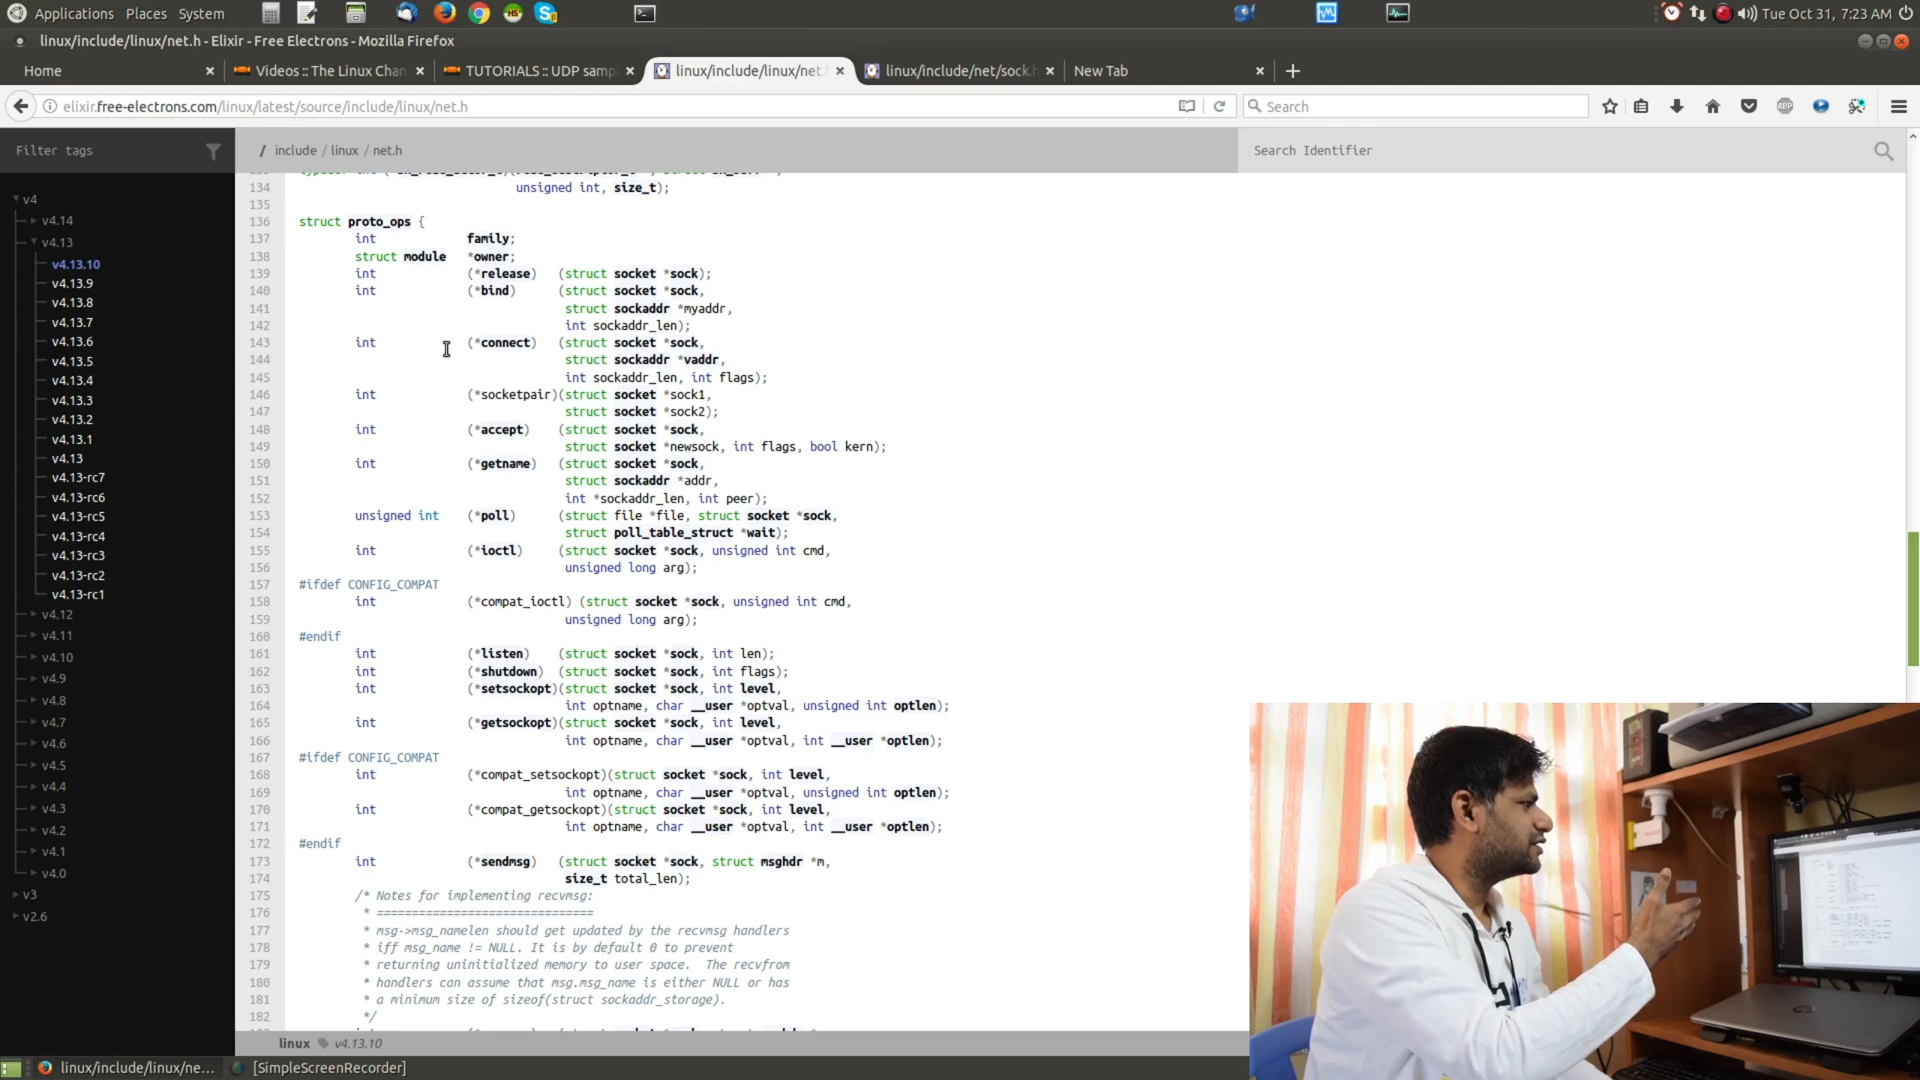 Applications Places System
Tue Oct 31, 7:23 AM
linux/include/linux/net.h - Elixir - Free Electrons - Mozilla Firefox
Home
Videos :: The Linux Chan
TUTORIALS :: UDP samp
linux/include/linux/net.
linux/include/net/sock.h
New Tab
elixir.free-electrons.com/linux/latest/source/include/linux/net.h
Search
Filter tags
/ include / linux / net.h
Search Identifier
v4
v4.14
v4.13
v4.13.10
v4.13.9
v4.13.8
v4.13.7
v4.13.6
v4.13.5
v4.13.4
v4.13.3
v4.13.2
v4.13.1
v4.13
v4.13-rc7
v4.13-rc6
v4.13-rc5
v4.13-rc4
v4.13-rc3
v4.13-rc2
v4.13-rc1
v4.12
v4.11
v4.10
v4.9
v4.8
v4.7
v4.6
v4.5
v4.4
v4.3
v4.2
v4.1
v4.0
v3
v2.6
134 unsigned int, size_t);
135
136 struct proto_ops {
137 int family;
138 struct module *owner;
139 int (*release) (struct socket *sock);
140 int (*bind) (struct socket *sock,
141 struct sockaddr *myaddr,
142 int sockaddr_len);
143 int (*connect) (struct socket *sock,
144 struct sockaddr *vaddr,
145 int sockaddr_len, int flags);
146 int (*socketpair)(struct socket *sock1,
147 struct socket *sock2);
148 int (*accept) (struct socket *sock,
149 struct socket *newsock, int flags, bool kern);
150 int (*getname) (struct socket *sock,
151 struct sockaddr *addr,
152 int *sockaddr_len, int peer);
153 unsigned int (*poll) (struct file *file, struct socket *sock,
154 struct poll_table_struct *wait);
155 int (*ioctl) (struct socket *sock, unsigned int cmd,
156 unsigned long arg);
157 #ifdef CONFIG_COMPAT
158 int (*compat_ioctl) (struct socket *sock, unsigned int cmd,
159 unsigned long arg);
160 #endif
161 int (*listen) (struct socket *sock, int len);
162 int (*shutdown) (struct socket *sock, int flags);
163 int (*setsockopt)(struct socket *sock, int level,
164 int optname, char __user *optval, unsigned int optlen);
165 int (*getsockopt)(struct socket *sock, int level,
166 int optname, char __user *optval, int __user *optlen);
167 #ifdef CONFIG_COMPAT
168 int (*compat_setsockopt)(struct socket *sock, int level,
169 int optname, char __user *optval, unsigned int optlen);
170 int (*compat_getsockopt)(struct socket *sock, int level,
171 int optname, char __user *optval, int __user *optlen);
172 #endif
173 int (*sendmsg) (struct socket *sock, struct msghdr *m,
174 size_t total_len);
175 /* Notes for implementing recvmsg:
176 * ===============================
177 * msg->msg_namelen should get updated by the recvmsg handlers
178 * iff msg_name != NULL. It is by default 0 to prevent
179 * returning uninitialized memory to user space. The recvfrom
180 * handlers can assume that msg.msg_name is either NULL or has
181 * a minimum size of sizeof(struct sockaddr_storage).
182 */
linux v4.13.10
linux/include/linux/ne...
[SimpleScreenRecorder]